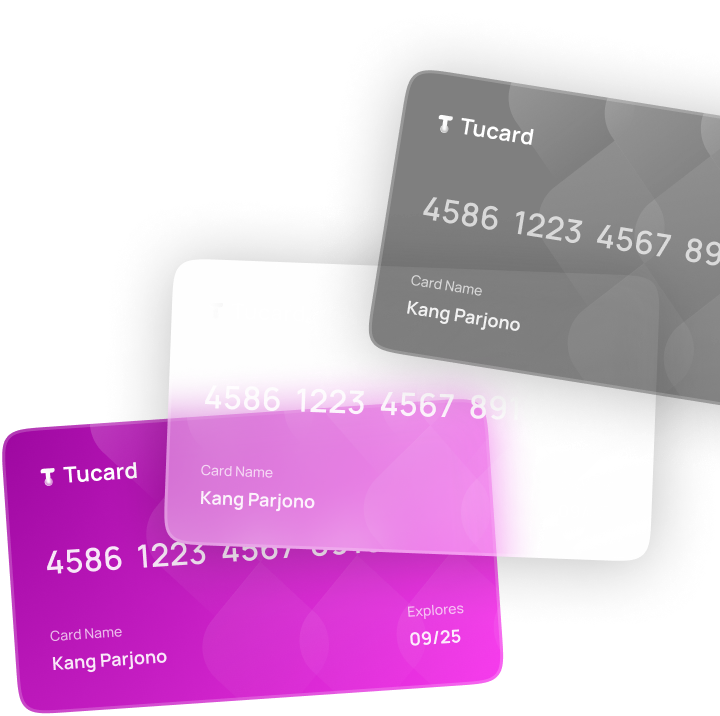 Tucard
4586 1223 4567 89
Card Name
Kang Parjono
4586 1223 4567 89
Card Name
Kang Parjono
Tucard
4586 1223 4567
Card Name
Kang Parjono
Explores
09/25